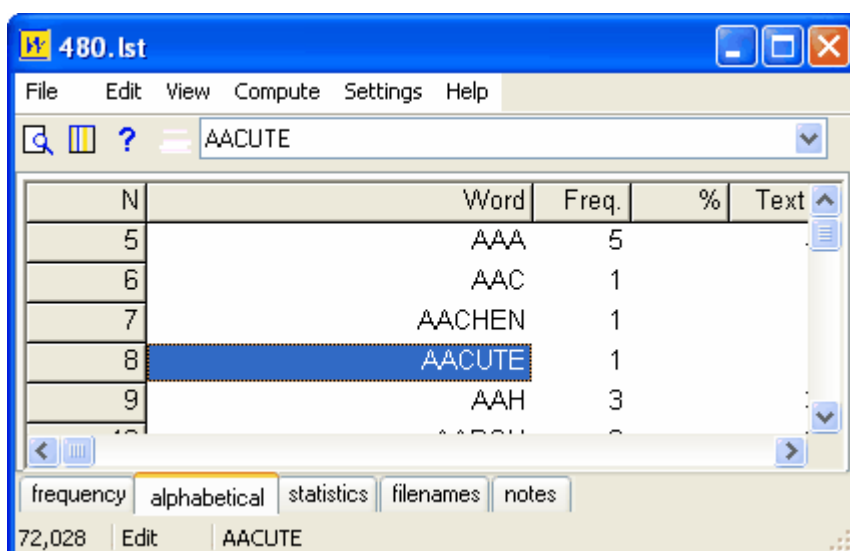 480.lst
File Edit View Compute Settings Help
? AACUTE
N Word Freq. % Text
5 AAA 5
6 AAC 1
7 AACHEN 1
8 AACUTE 1
9 AAH 3
frequency alphabetical statistics filenames notes
72,028 Edit AACUTE